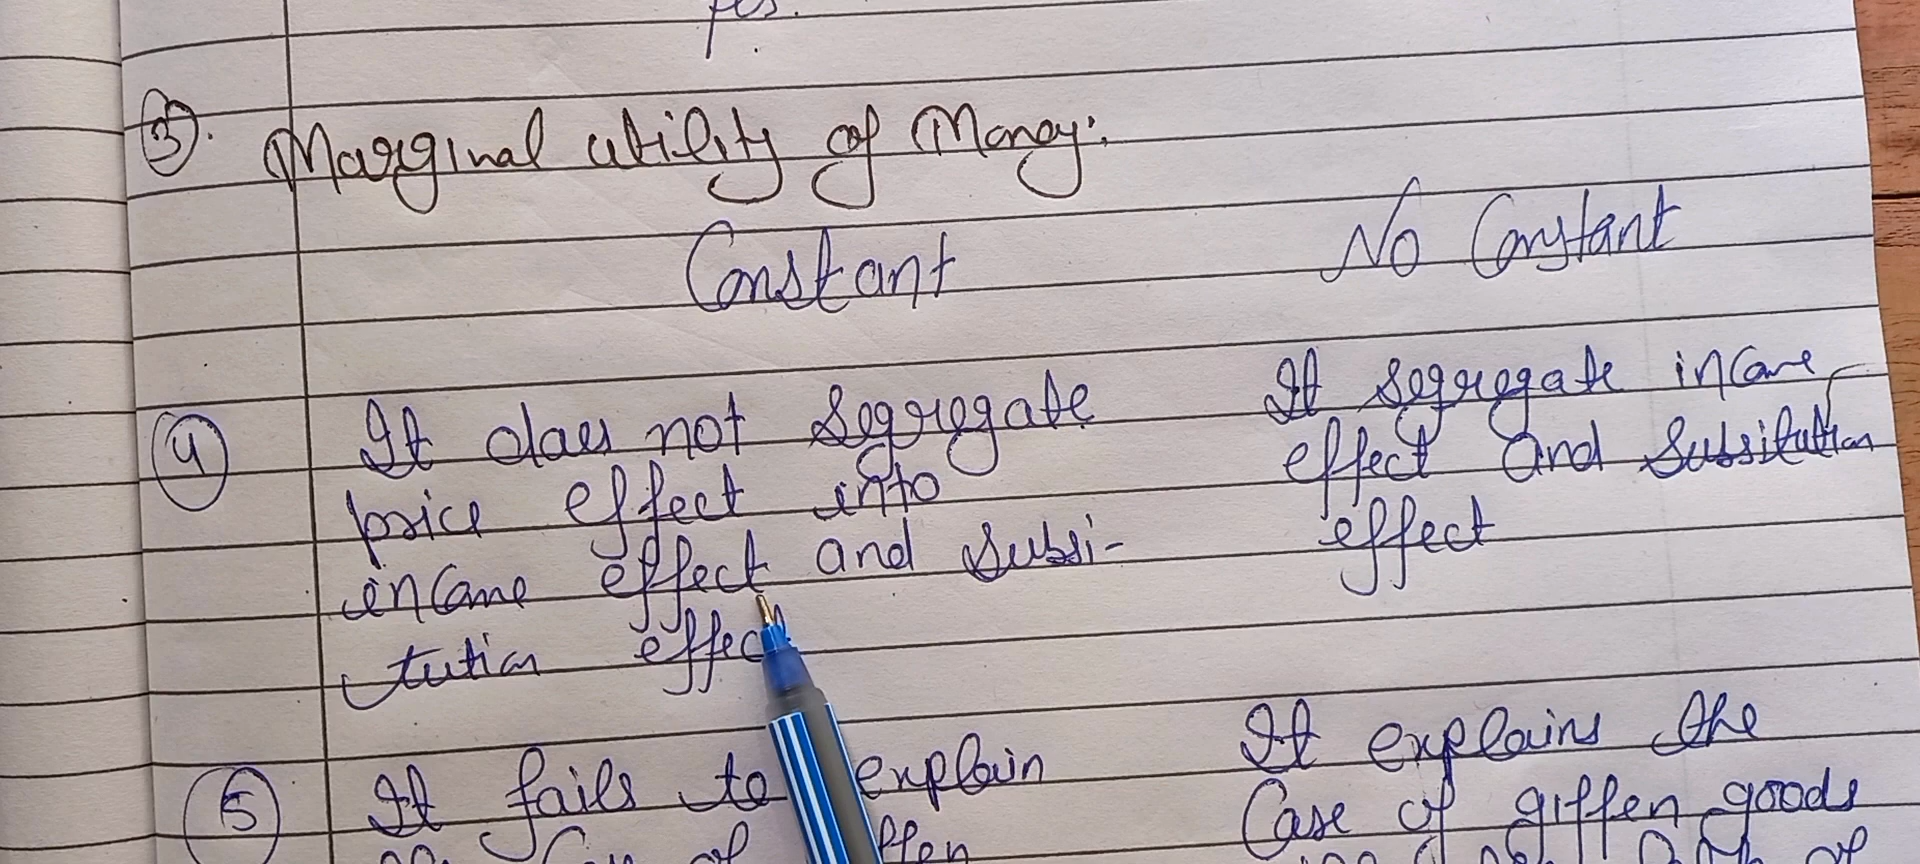 3. Marginal utility of Money:
Constant
No Constant
4 It does not Segregate
price effect into
income effect and Subsi-
tution effect
It segregate income
effect and Subsitution
effect
5 It fails to explain
It explains the
Case of giffen goods